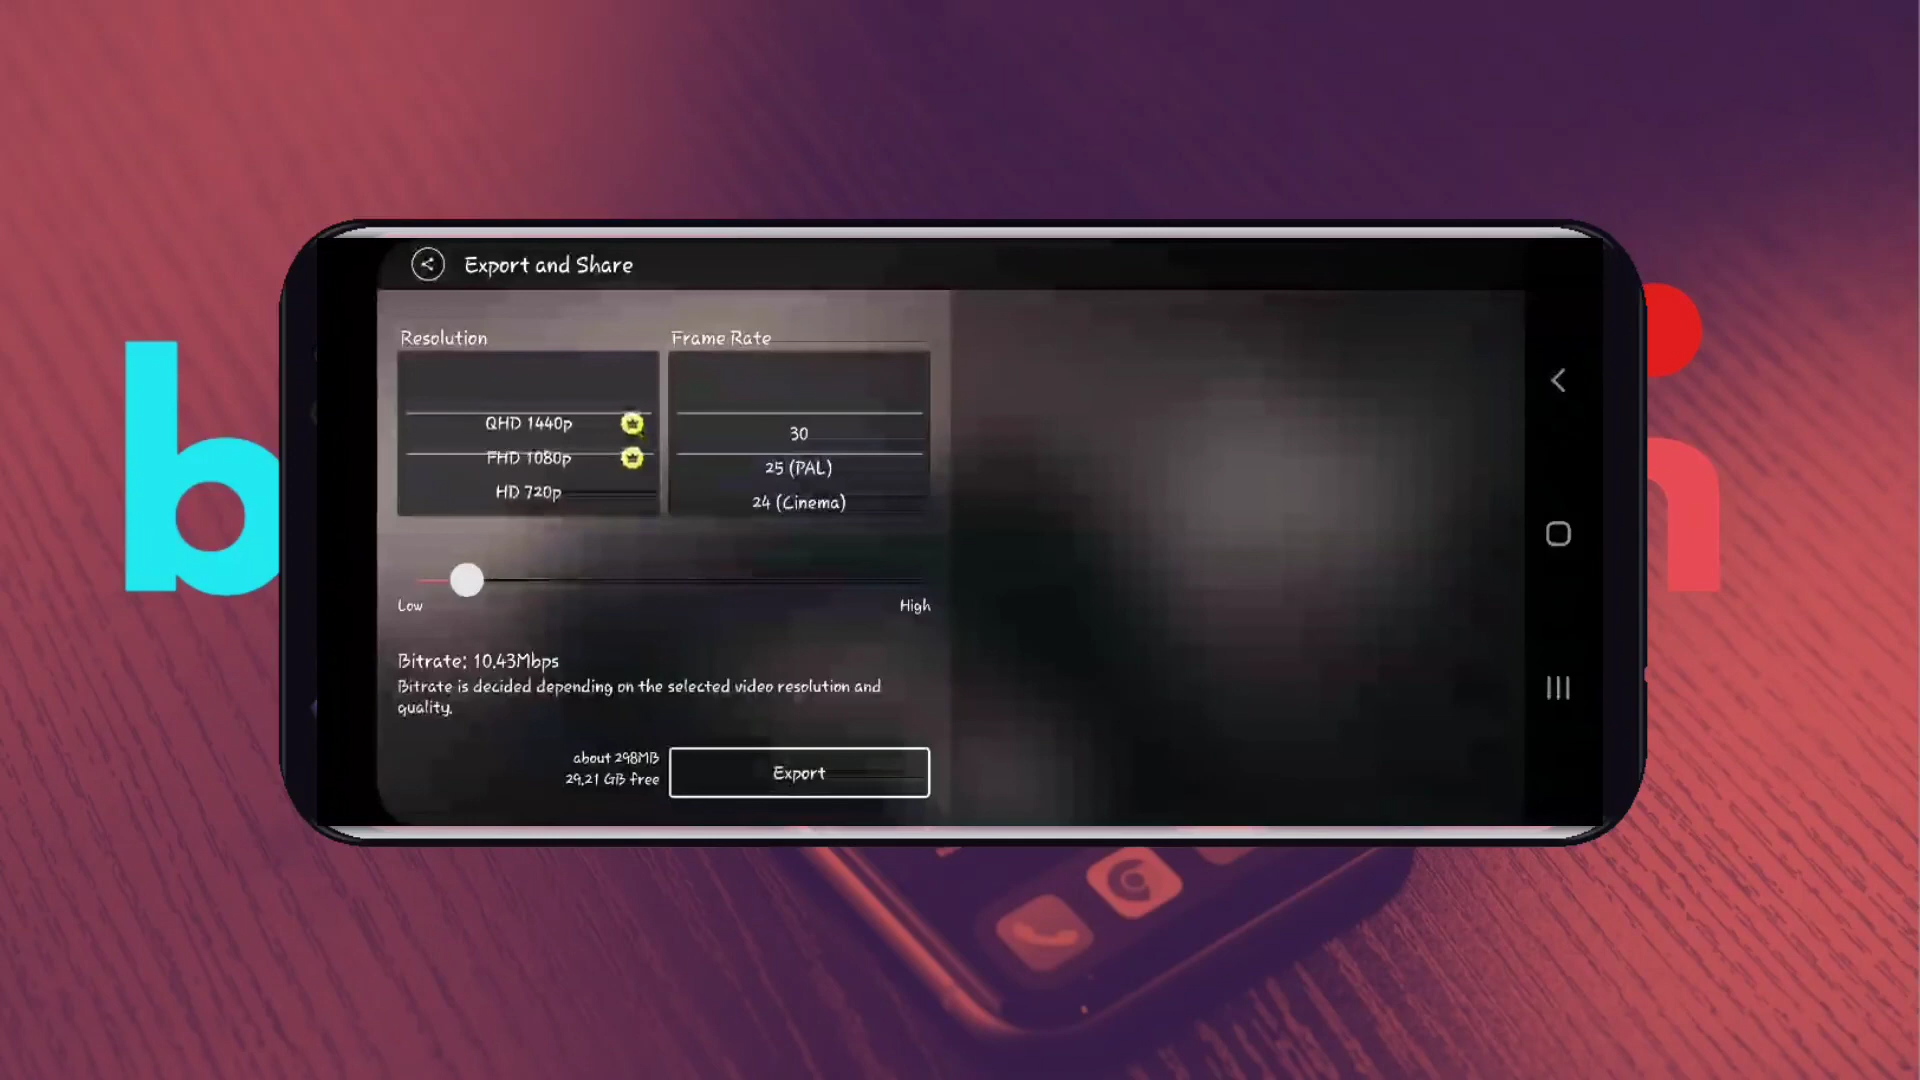 Export and Share
Resolution
Frame Rate
QHD 1440p
30
FHD 1080p
25 (PAL)
HD 720p
24 (Cinema)
Low
High
Bitrate: 10.43Mbps
Bitrate is decided depending on the selected video resolution and
quality.
about 298MB
29.21 GB free
Export
b
n